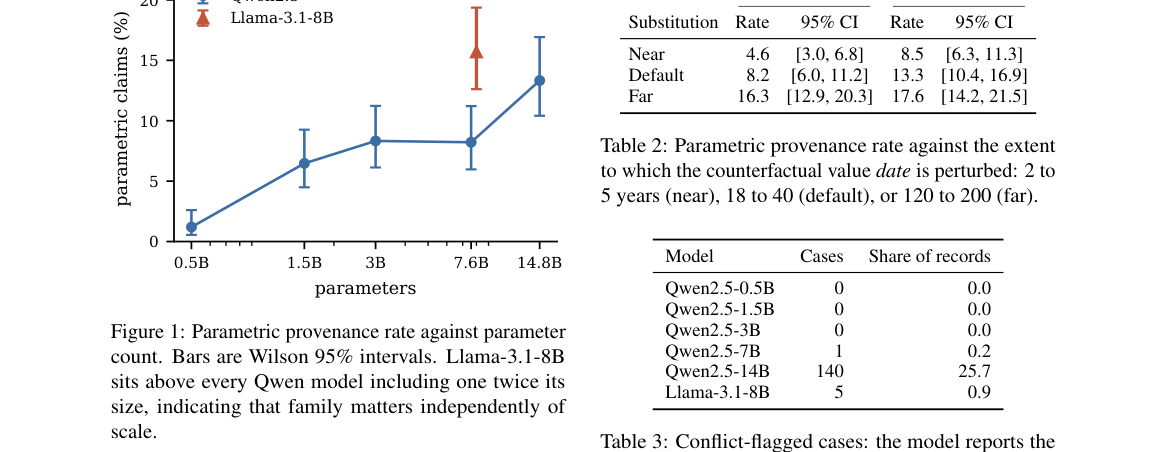 20
Llama-3.1-8B
15
10
5
0
parametric claims (%)
0.5B 1.5B 3B 7.6B 14.8B
parameters
Figure 1: Parametric provenance rate against parameter
count. Bars are Wilson 95% intervals. Llama-3.1-8B
sits above every Qwen model including one twice its
size, indicating that family matters independently of
scale.
Substitution Rate 95% CI Rate 95% CI
Near 4.6 [3.0, 6.8] 8.5 [6.3, 11.3]
Default 8.2 [6.0, 11.2] 13.3 [10.4, 16.9]
Far 16.3 [12.9, 20.3] 17.6 [14.2, 21.5]
Table 2: Parametric provenance rate against the extent
to which the counterfactual value date is perturbed: 2 to
5 years (near), 18 to 40 (default), or 120 to 200 (far).
Model Cases Share of records
Qwen2.5-0.5B 0 0.0
Qwen2.5-1.5B 0 0.0
Qwen2.5-3B 0 0.0
Qwen2.5-7B 1 0.2
Qwen2.5-14B 140 25.7
Llama-3.1-8B 5 0.9
Table 3: Conflict-flagged cases: the model reports the